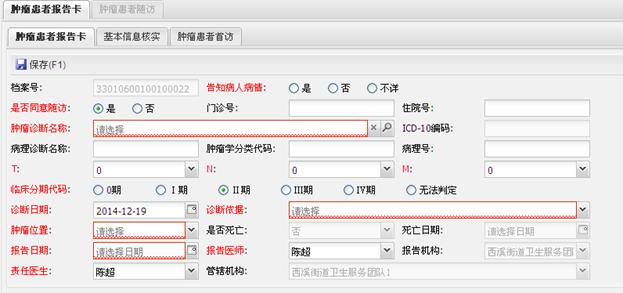 肿瘤患者报告卡 肿瘤患者随访
肿瘤患者报告卡 基本信息核实 肿瘤患者首访
保存(F1)
档案号: 33010600100100022 告知病人病情: 是 否 不详
是否同意随访: 是 否 门诊号: 住院号:
肿瘤诊断名称: 请选择 ICD-10编码:
病理诊断名称: 肿瘤学分类代码: 病理号:
T: 0 N: 0 M: 0
临床分期代码: 0期 I期 II期 III期 IV期 无法判定
诊断日期: 2014-12-19 诊断依据: 请选择
肿瘤位置: 请选择 是否死亡: 否 死亡日期: 请选择日期
报告日期: 请选择日期 报告医师: 陈超 报告机构: 西溪街道卫生服务团队1
责任医生: 陈超 管辖机构: 西溪街道卫生服务团队1